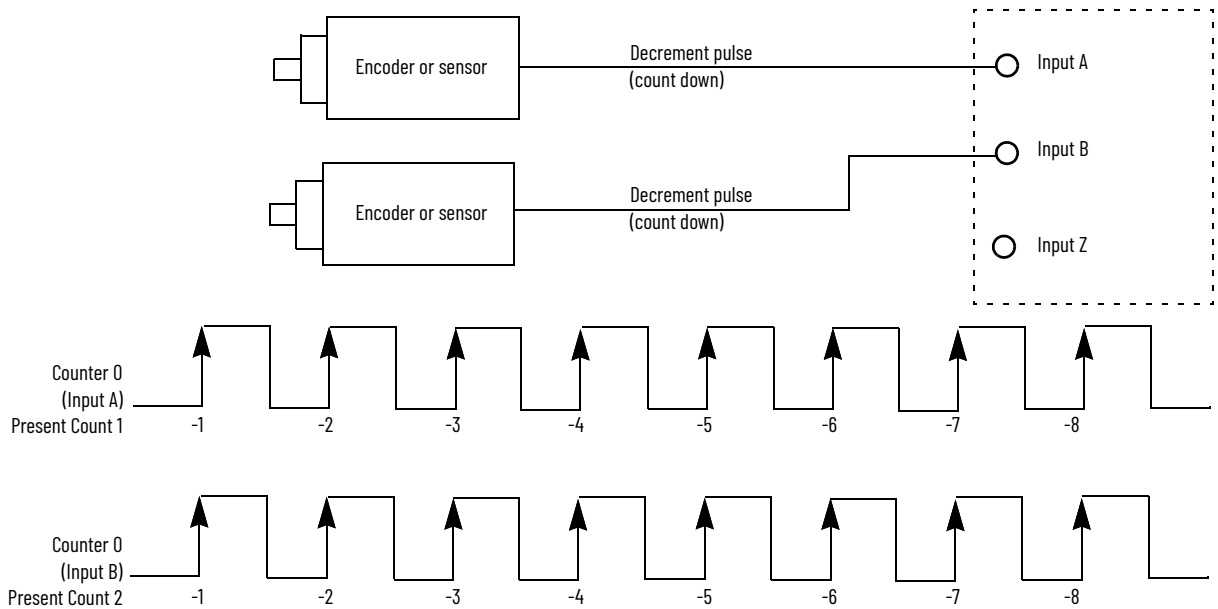 Encoder or sensor
Decrement pulse
(count down)
Input A
Input B
Encoder or sensor
Decrement pulse
(count down)
Input Z
Counter 0
(Input A)
Present Count 1
-1 -2 -3 -4 -5 -6 -7 -8
Counter 0
(Input B)
Present Count 2
-1 -2 -3 -4 -5 -6 -7 -8